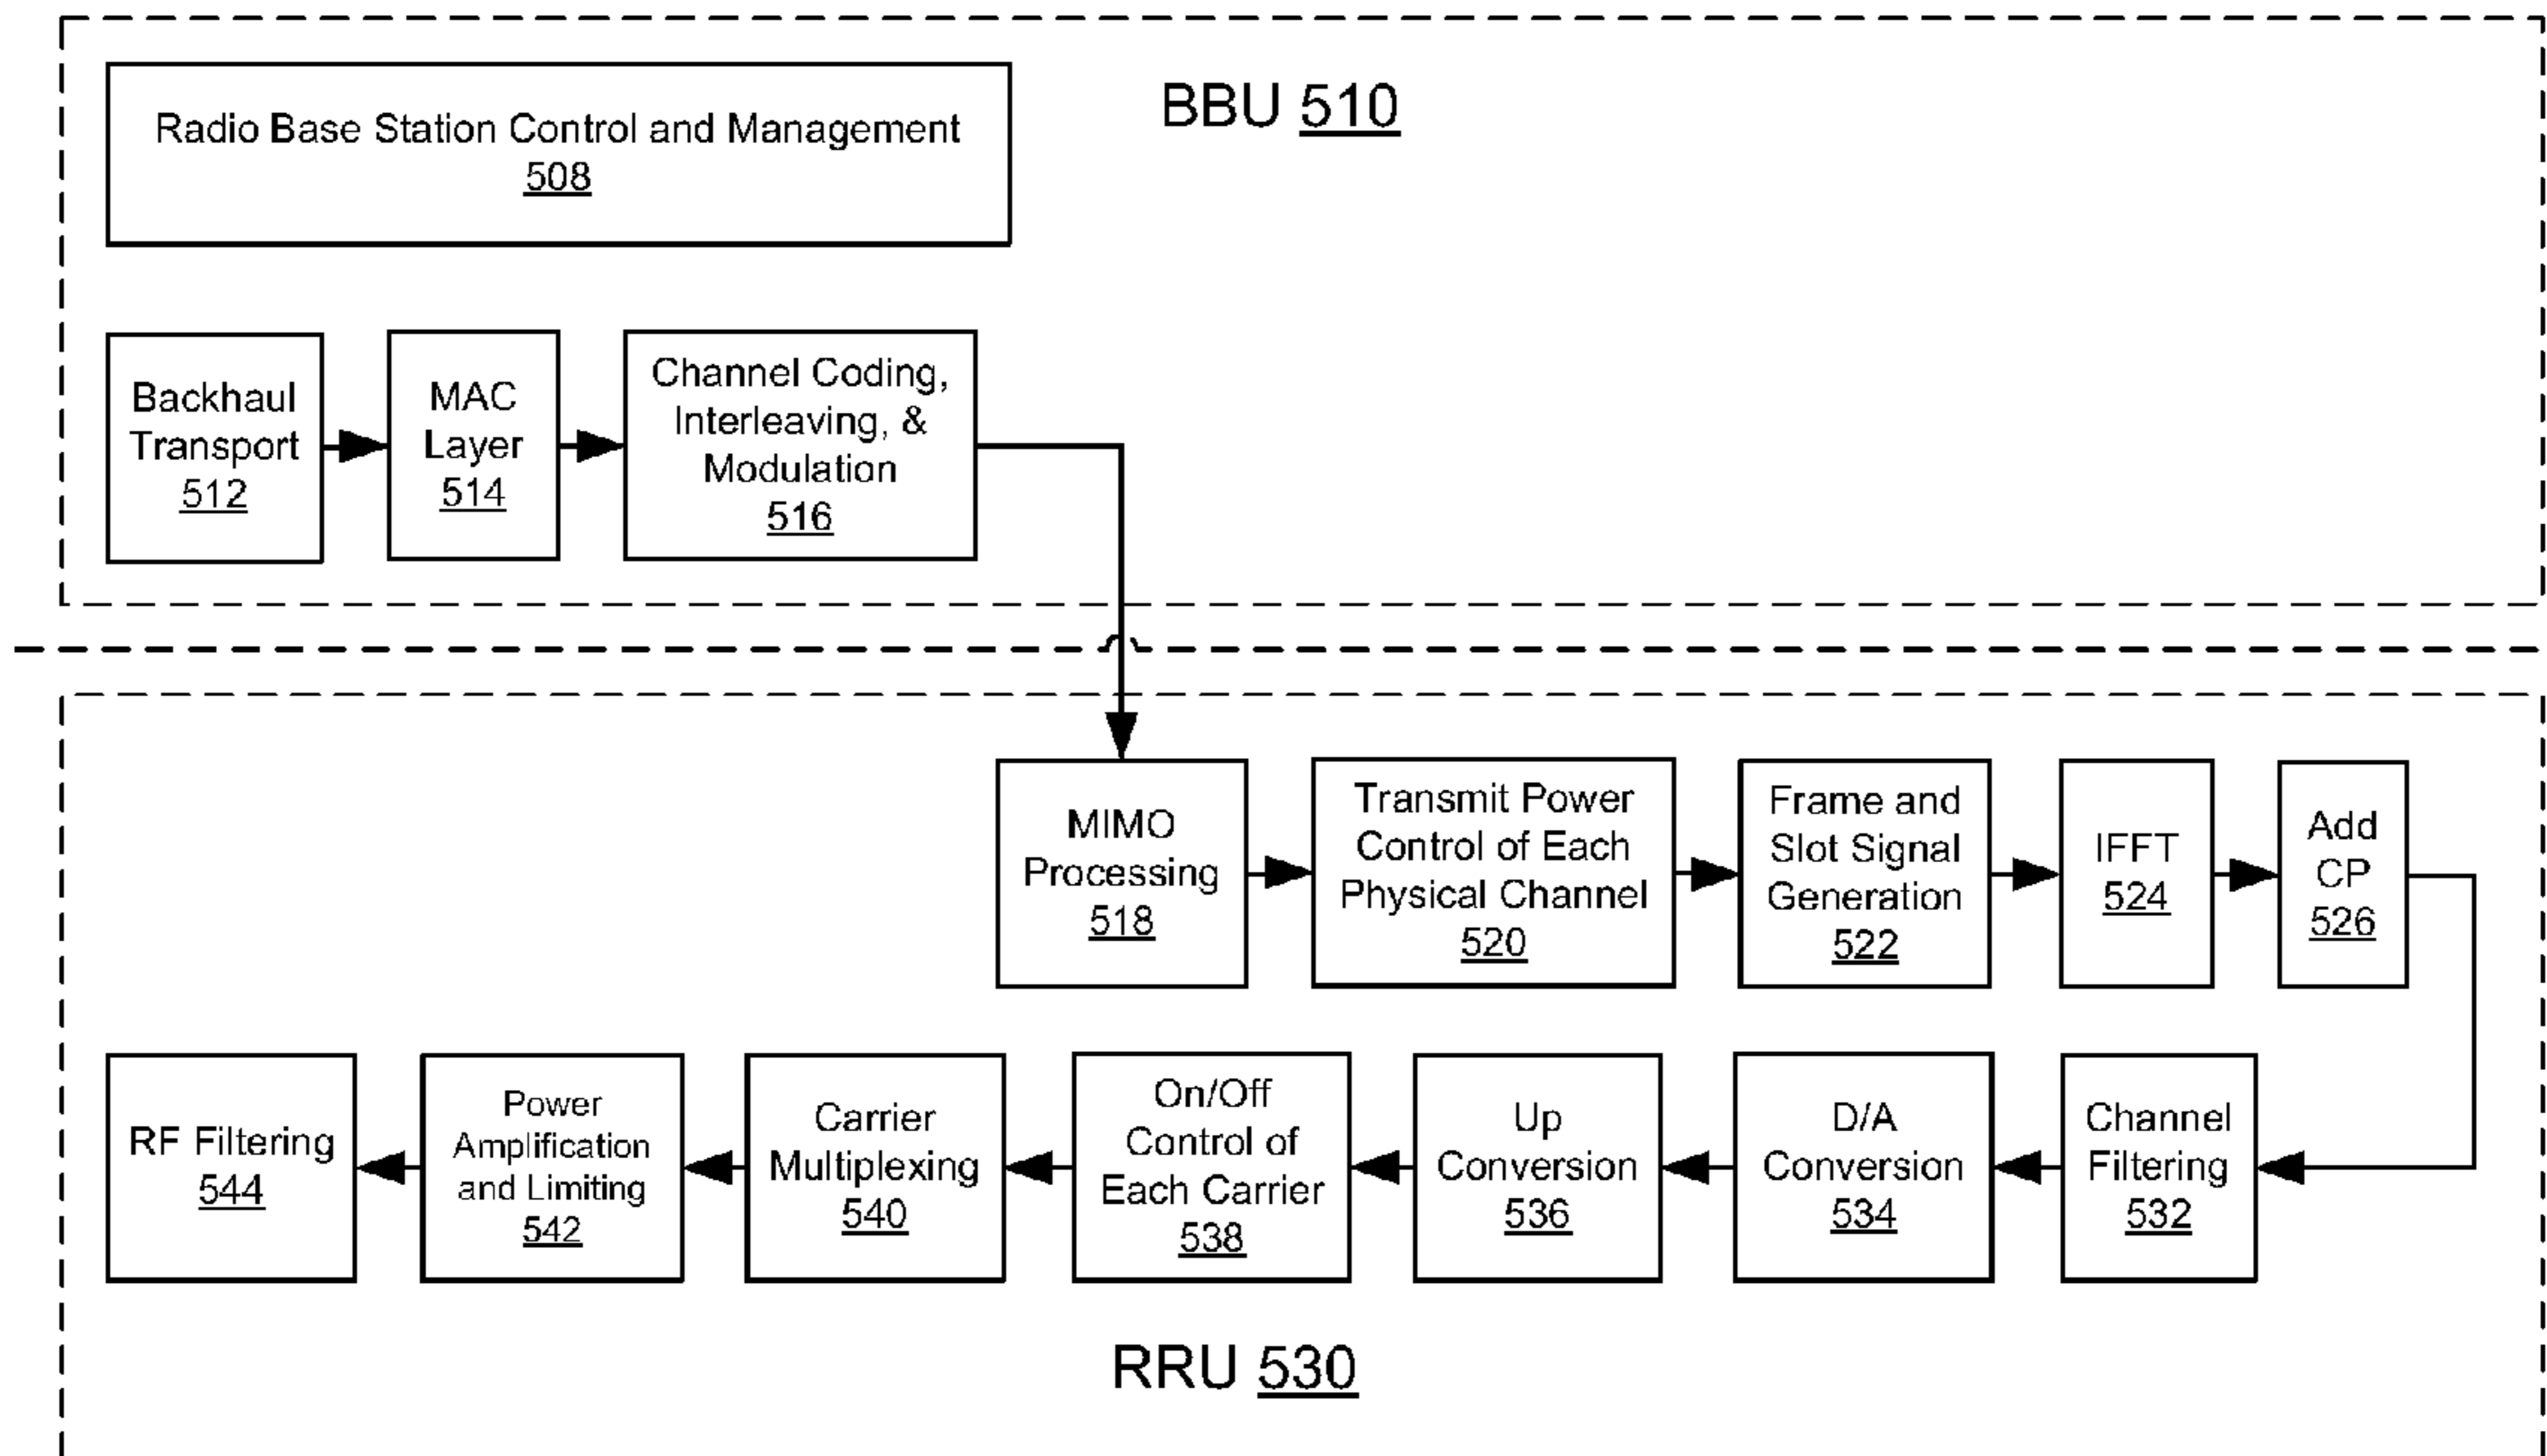 BBU 510
Radio Base Station Control and Management
508
Backhaul
Transport
512
MAC
Layer
514
Channel Coding,
Interleaving, &
Modulation
516
MIMO
Processing
518
Transmit Power
Control of Each
Physical Channel
520
Frame and
Slot Signal
Generation
522
IFFT
524
Add
CP
526
RF Filtering
544
Power
Amplification
and Limiting
542
Carrier
Multiplexing
540
On/Off
Control of
Each Carrier
538
Up
Conversion
536
D/A
Conversion
534
Channel
Filtering
532
RRU 530